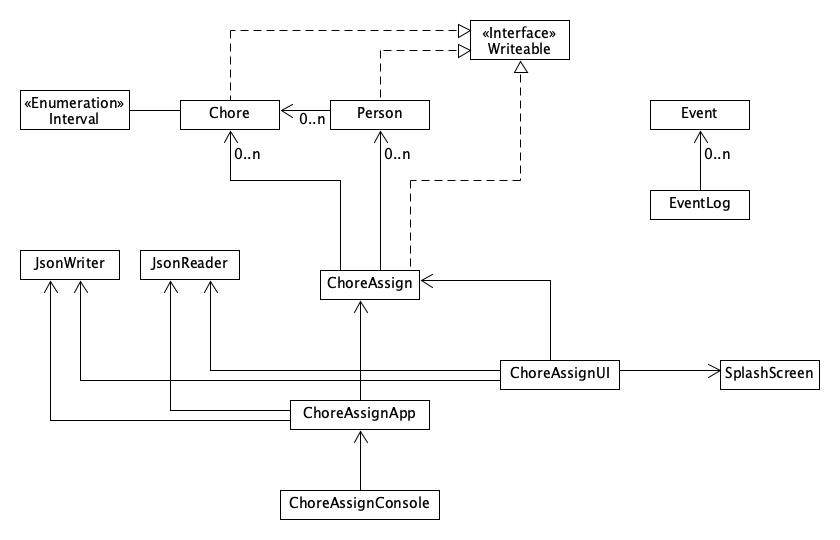 «Interface»
Writeable
«Enumeration»
Interval
Chore
0..n
Person
Event
0..n
0..n
0..n
EventLog
JsonWriter
JsonReader
ChoreAssign
ChoreAssignUI
SplashScreen
ChoreAssignApp
ChoreAssignConsole